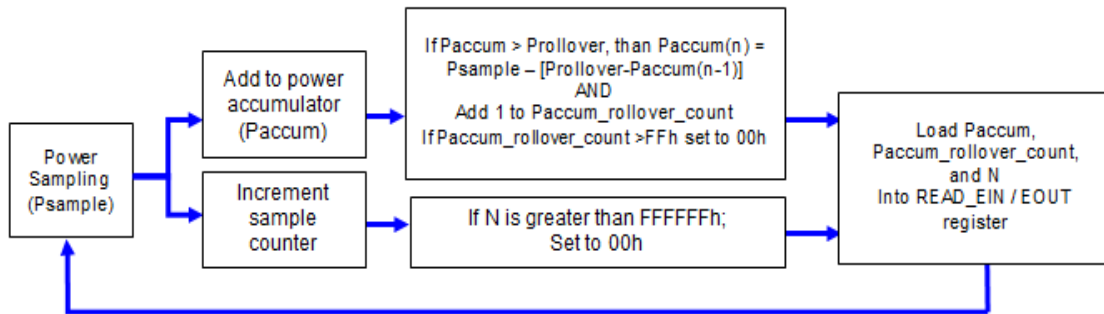 Power
Sampling
(Psample)
Add to power
accumulator
(Paccum)
If Paccum > Prollover, than Paccum(n) =
Psample – [Prollover-Paccum(n-1)]
AND
Add 1 to Paccum_rollover_count
If Paccum_rollover_count >FFh set to 00h
Increment
sample
counter
If N is greater than FFFFFFh;
Set to 00h
Load Paccum,
Paccum_rollover_count,
and N
Into READ_EIN / EOUT
register